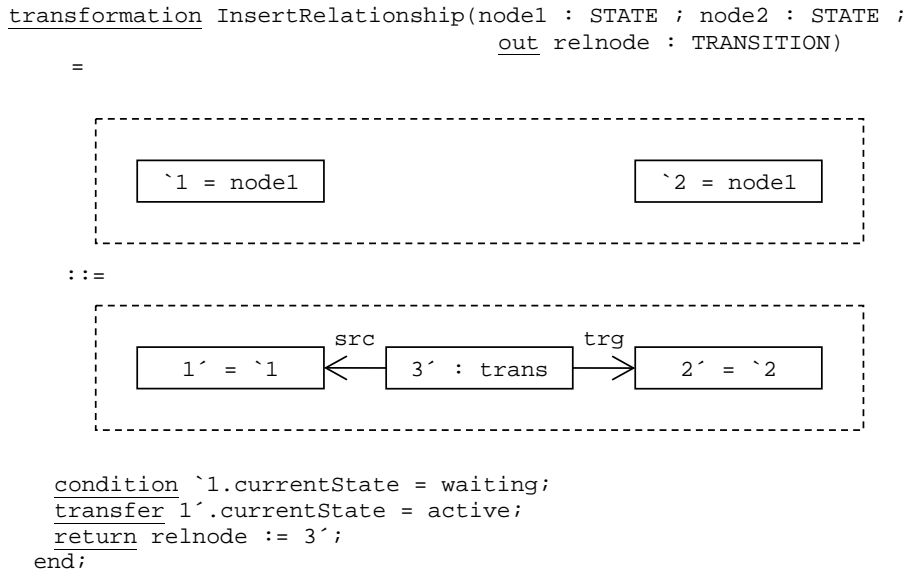 transformation InsertRelationship(node1 : STATE ; node2 : STATE ;
out relnode : TRANSITION)
=
`1 = node1
`2 = node1
::=
src
trg
1´ = `1
3´ : trans
2´ = `2
condition `1.currentState = waiting;
transfer 1´.currentState = active;
return relnode := 3´;
end;